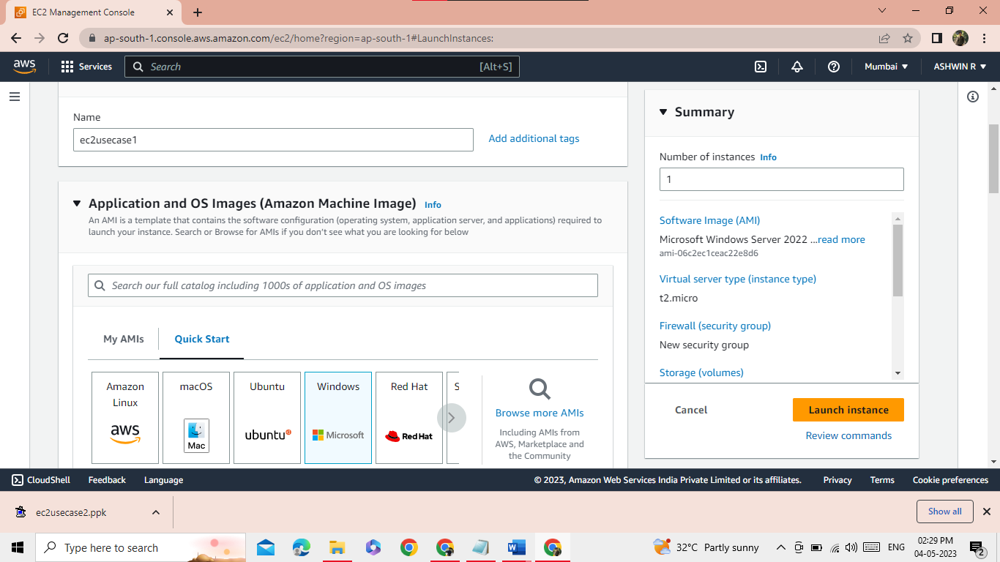 EC2 Management Console
ap-south-1.console.aws.amazon.com/ec2/home?region=ap-south-1#LaunchInstances:
aws
Services
Search
[Alt+S]
Mumbai
ASHWIN R
Name
ec2usecase1
Add additional tags
Application and OS Images (Amazon Machine Image) Info
An AMI is a template that contains the software configuration (operating system, application server, and applications) required to
launch your instance. Search or Browse for AMIs if you don't see what you are looking for below
Search our full catalog including 1000s of application and OS images
My AMIs
Quick Start
Amazon
Linux
aws
macOS
Mac
Ubuntu
ubuntu
Windows
Microsoft
Red Hat
Red Hat
S
Browse more AMIs
Including AMIs from
AWS, Marketplace and
the Community
Summary
Number of instances Info
1
Software Image (AMI)
Microsoft Windows Server 2022 ...read more
ami-06c2ec1ceac22e8d6
Virtual server type (instance type)
t2.micro
Firewall (security group)
New security group
Storage (volumes)
Cancel
Launch instance
Review commands
CloudShell
Feedback
Language
© 2023, Amazon Web Services India Private Limited or its affiliates.
Privacy
Terms
Cookie preferences
ec2usecase2.ppk
Show all
Type here to search
32°C Partly sunny
ENG
02:29 PM
04-05-2023
2